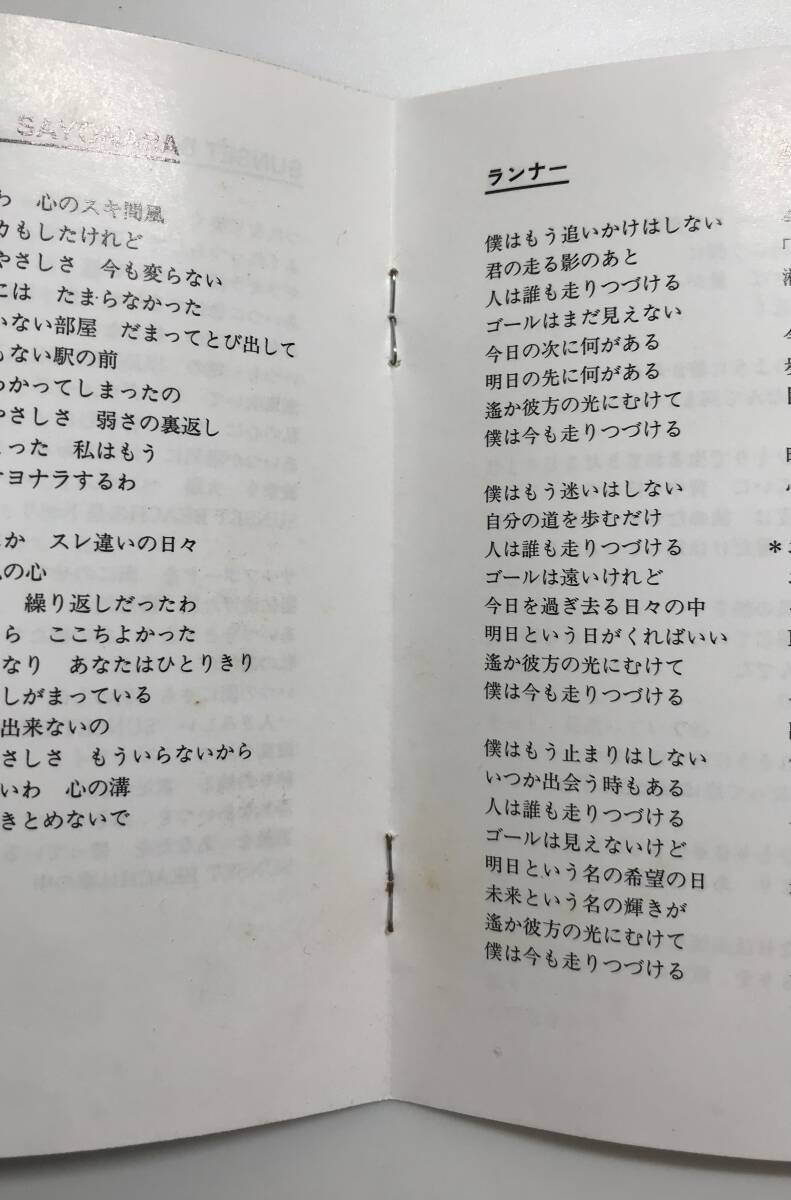 SAYONARA
心のスキ間風
カもしたけれど
やさしさ　今も変らない
には　たまらなかった
いない部屋　だまってとび出して
もない駅の前
わかってしまったの
やさしさ　弱さの裏返し
まった　私はもう
サヨナラするわ
か　スレ違いの日々
の心
繰り返しだったわ
ら　ここちよかった
なり　あなたはひとりきり
しがまっている
出来ないの
さしさ　もういらないから
いわ　心の溝
きとめないで
ランナー
僕はもう追いかけはしない
君の走る影のあと
人は誰も走りつづける
ゴールはまだ見えない
今日の次に何がある
明日の先に何がある
遙か彼方の光にむけて
僕は今も走りつづける
僕はもう迷いはしない
自分の道を歩むだけ
人は誰も走りつづける
ゴールは遠いけれど
今日を過ぎ去る日々の中
明日という日がくればいい
遙か彼方の光にむけて
僕は今も走りつづける
僕はもう止まりはしない
いつか出会う時もある
人は誰も走りつづける
ゴールは見えないけど
明日という名の希望の日
未来という名の輝きが
遙か彼方の光にむけて
僕は今も走りつづける